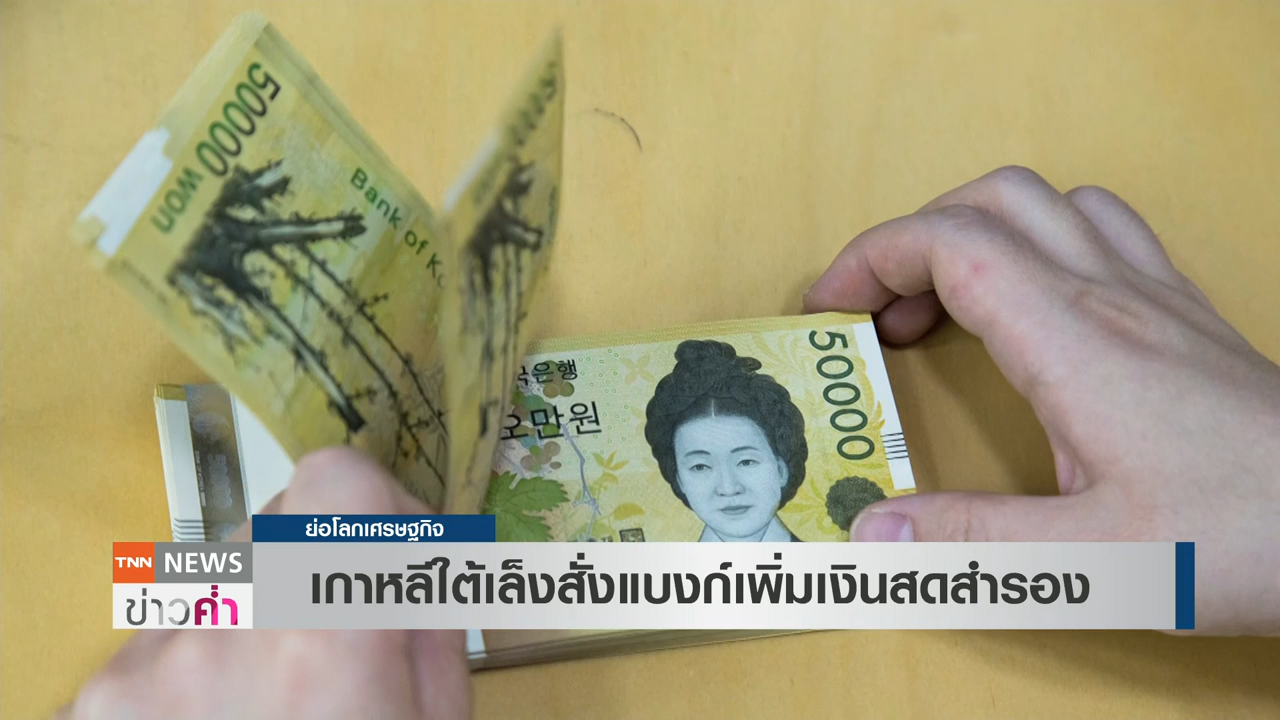 50000 won
Bank of K
은행
오만원
50000
ย่อโลกเศรษฐกิจ
TNN NEWS
ข่าวค่ำ
เกาหลีใต้เล็งสั่งแบงก์เพิ่มเงินสดสำรอง